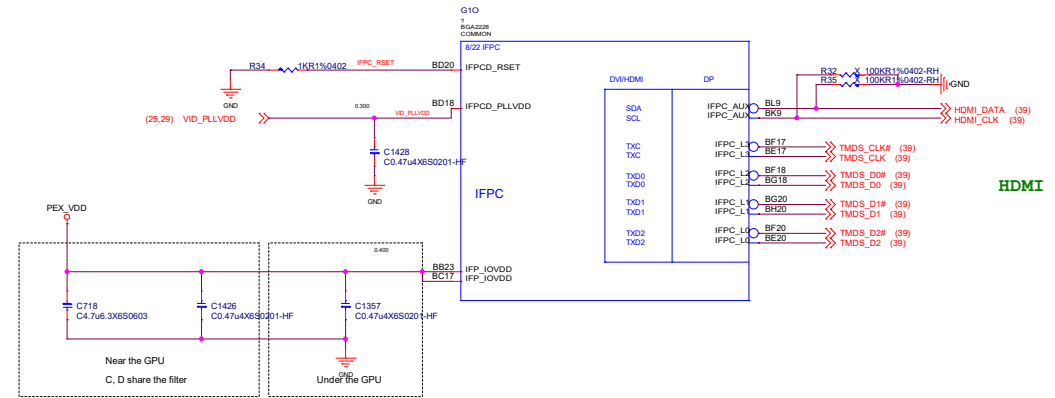 G1O
?
BGA2228
COMMON
8/22 IFPC
R34 1KR1%0402 IFPC_RSET BD20 IFPCD_RSET
GND
DVI/HDMI DP
R32 X 100KR1%0402-RH
R35 X 100KR1%0402-RH
GND
(25,29) VID_PLLVDD 0.300 VID_PLLVDD BD18 IFPCD_PLLVDD
SDA IFPC_AUX BL9 HDMI_DATA (39)
SCL IFPC_AUX BK9 HDMI_CLK (39)
C1428
C0.47u4X6S0201-HF
GND
TXC IFPC_L3 BF17 TMDS_CLK# (39)
TXC IFPC_L3 BE17 TMDS_CLK (39)
TXD0 IFPC_L2 BF18 TMDS_D0# (39)
TXD0 IFPC_L2 BG18 TMDS_D0 (39)
HDMI
IFPC
TXD1 IFPC_L1 BG20 TMDS_D1# (39)
TXD1 IFPC_L1 BH20 TMDS_D1 (39)
TXD2 IFPC_L0 BF20 TMDS_D2# (39)
TXD2 IFPC_L0 BE20 TMDS_D2 (39)
PEX_VDD
0.400
BB23 IFP_IOVDD
BC17 IFP_IOVDD
C718
C4.7u6.3X6S0603
C1426
C0.47u4X6S0201-HF
C1357
C0.47u4X6S0201-HF
Near the GPU
C, D share the filter
GND
Under the GPU